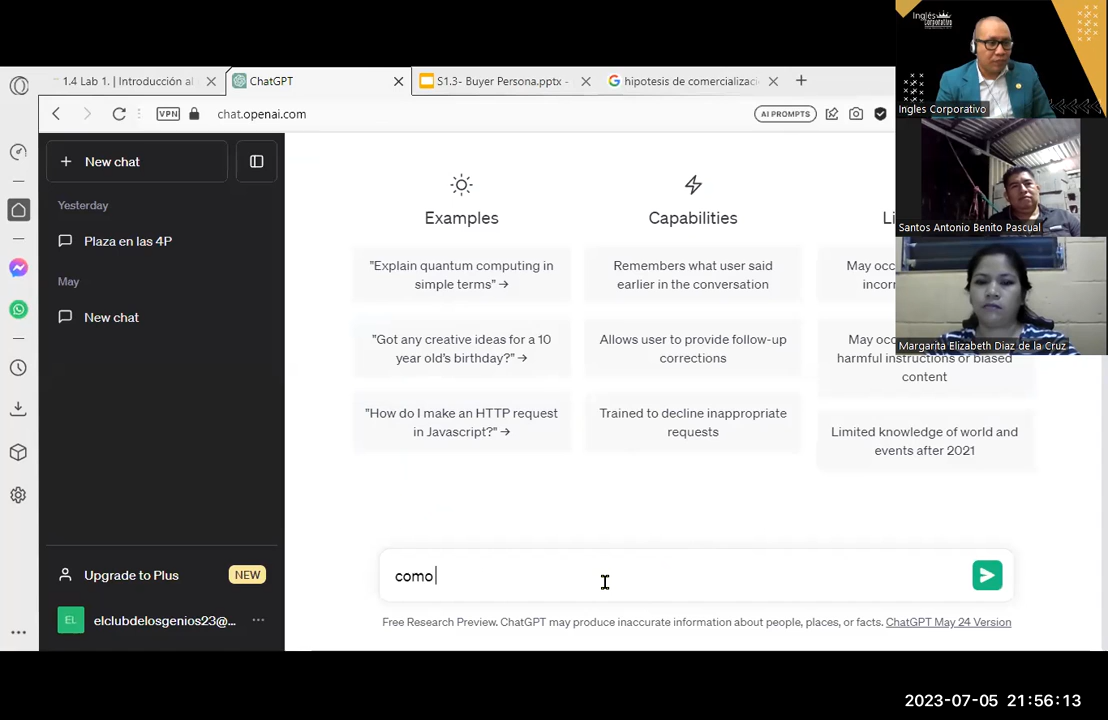 1.4 Lab 1. | Introducción al
ChatGPT
S1.3- Buyer Persona.pptx -
hipotesis de comercializaci
VPN
chat.openai.com
AI PROMPTS
New chat
Yesterday
Plaza en las 4P
May
New chat
Upgrade to Plus
NEW
EL
elclubdelosgenios23@...
Examples
"Explain quantum computing in
simple terms" →
"Got any creative ideas for a 10
year old's birthday?" →
"How do I make an HTTP request
in Javascript?" →
Capabilities
Remembers what user said
earlier in the conversation
Allows user to provide follow-up
corrections
Trained to decline inappropriate
requests
Li
May occ
incorr
May occ
harmful instructions or biased
content
Limited knowledge of world and
events after 2021
como
Free Research Preview. ChatGPT may produce inaccurate information about people, places, or facts. ChatGPT May 24 Version
Inglés
Corporativo
Ingles Corporativo
Santos Antonio Benito Pascual
Margarita Elizabeth Diaz de la Cruz
2023-07-05 21:56:13